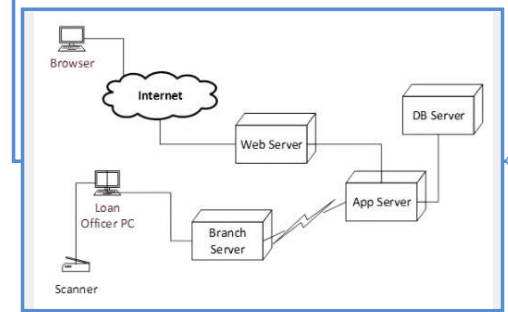 Browser
Internet
DB Server
Web Server
Loan
Officer PC
App Server
Branch
Server
Scanner